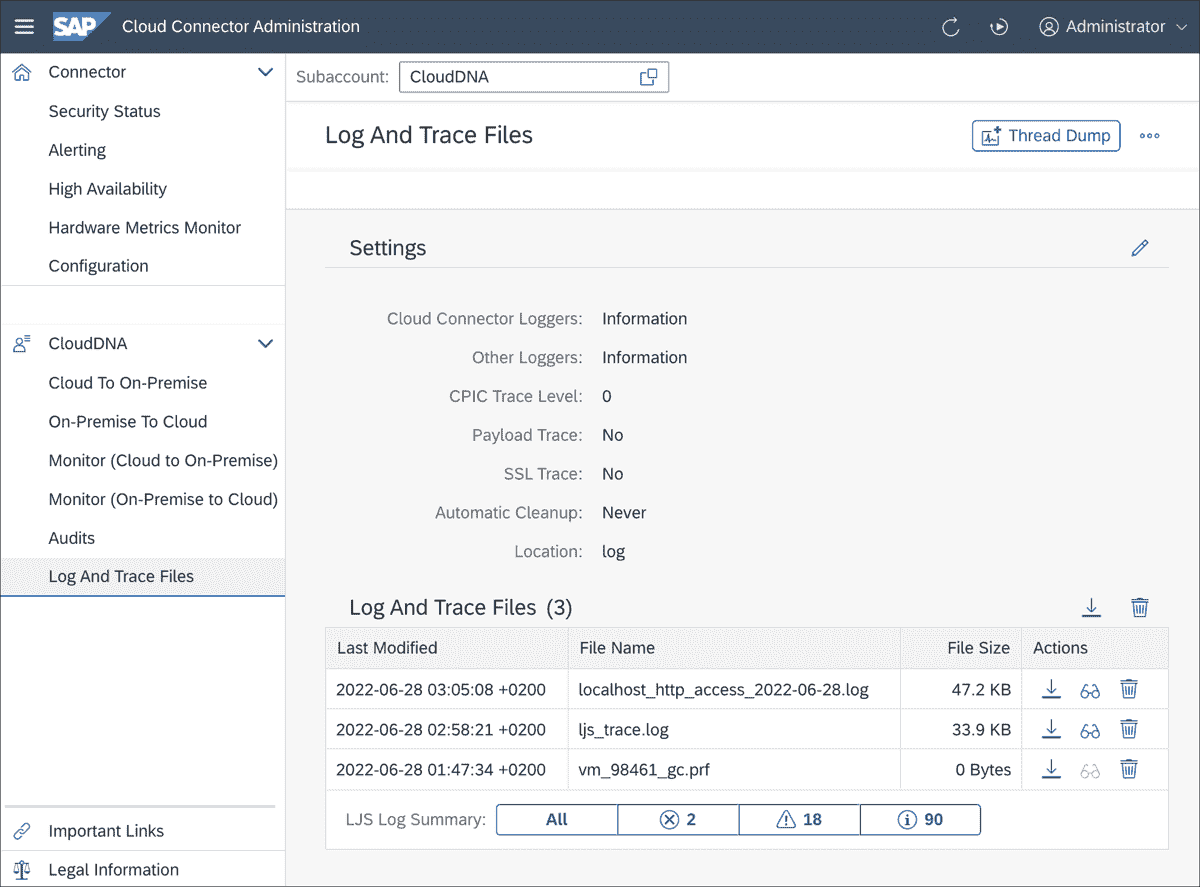 SAP Cloud Connector Administration Administrator
Connector
Security Status
Alerting
High Availability
Hardware Metrics Monitor
Configuration
CloudDNA
Cloud To On-Premise
On-Premise To Cloud
Monitor (Cloud to On-Premise)
Monitor (On-Premise to Cloud)
Audits
Log And Trace Files
Important Links
Legal Information
Subaccount: CloudDNA
Log And Trace Files Thread Dump
Settings
Cloud Connector Loggers: Information
Other Loggers: Information
CPIC Trace Level: 0
Payload Trace: No
SSL Trace: No
Automatic Cleanup: Never
Location: log
Log And Trace Files (3)
Last Modified File Name File Size Actions
2022-06-28 03:05:08 +0200 localhost_http_access_2022-06-28.log 47.2 KB
2022-06-28 02:58:21 +0200 ljs_trace.log 33.9 KB
2022-06-28 01:47:34 +0200 vm_98461_gc.prf 0 Bytes
LJS Log Summary: All 2 18 90